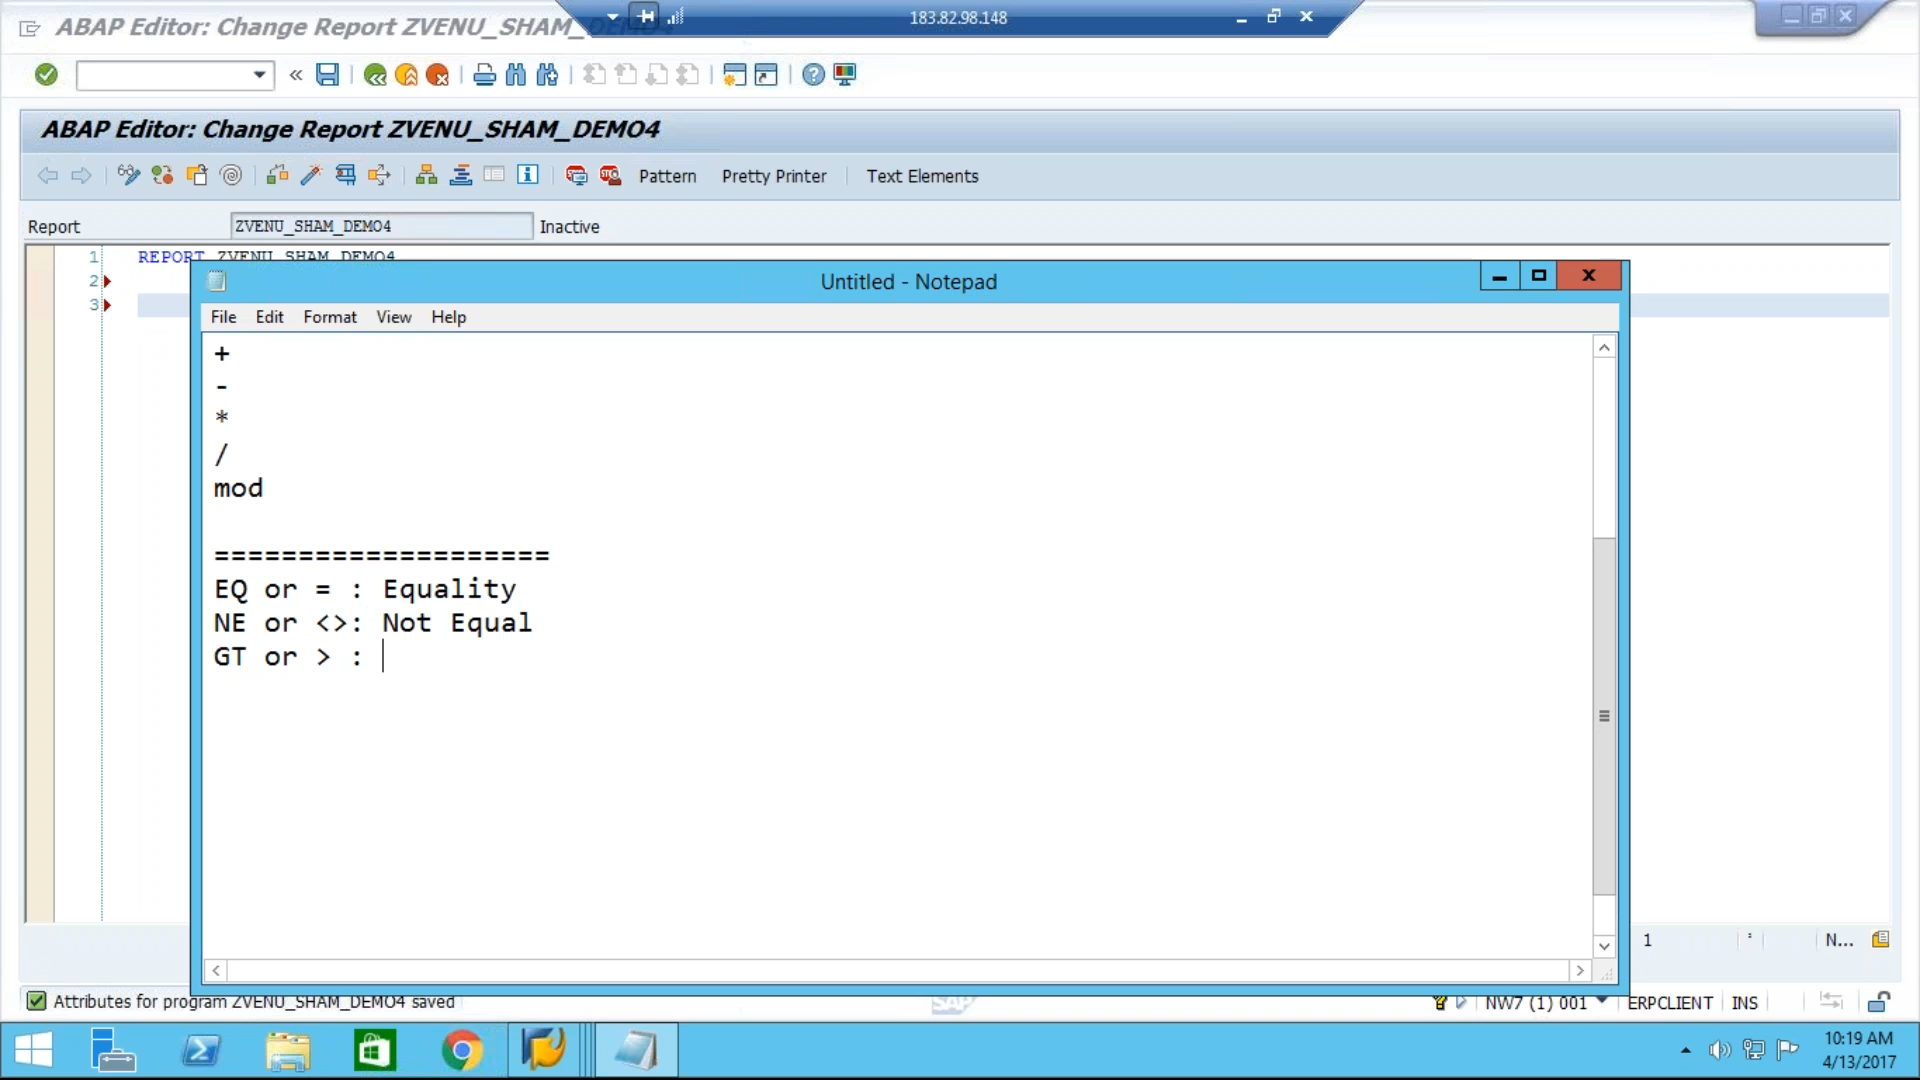 ABAP Editor: Change Report ZVENU_SHAM_DEMO4
183.82.98.148
ABAP Editor: Change Report ZVENU_SHAM_DEMO4
Pattern Pretty Printer Text Elements
Report ZVENU_SHAM_DEMO4 Inactive
1 REPORT ZVENU_SHAM_DEMO4
2
3
Untitled - Notepad
File Edit Format View Help
+
-
*
/
mod
====================
EQ or = : Equality
NE or <>: Not Equal
GT or > :
1 N...
Attributes for program ZVENU_SHAM_DEMO4 saved
SAP
NW7 (1) 001 ERPCLIENT INS
10:19 AM
4/13/2017